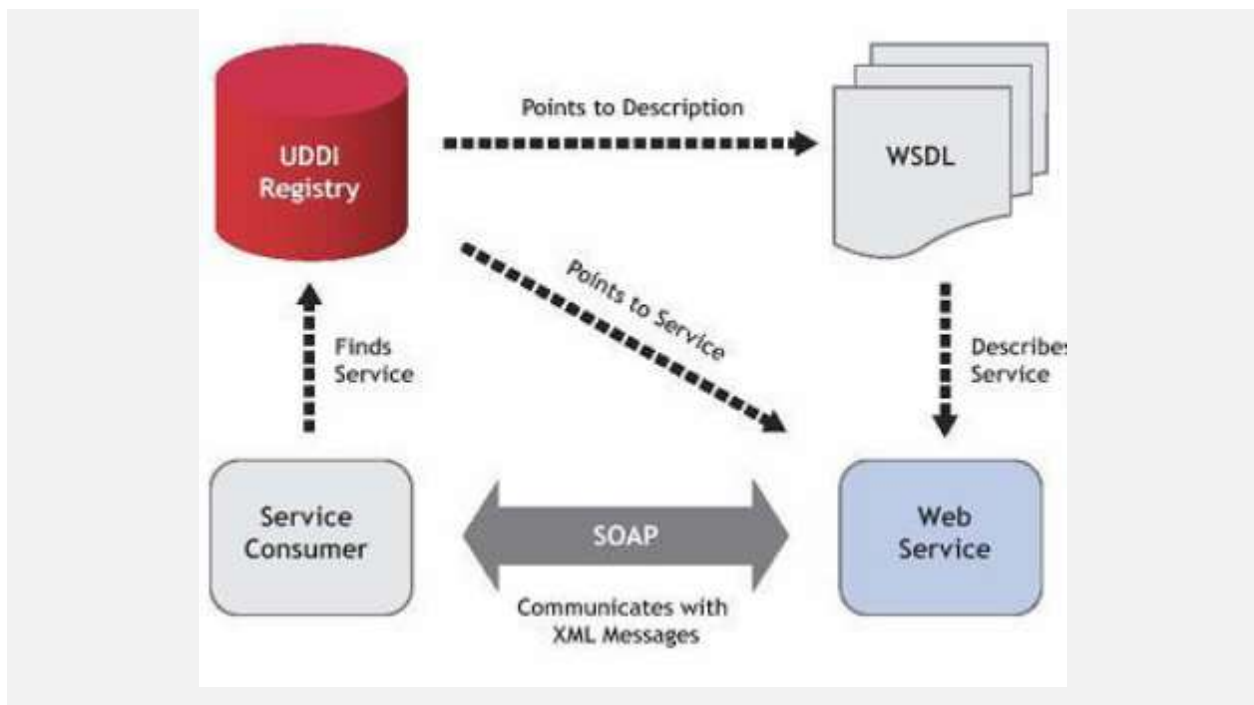 Points to Description
UDDI
Registry
WSDL
Points to Service
Finds
Service
Describes
Service
Service
Consumer
SOAP
Web
Service
Communicates with
XML Messages